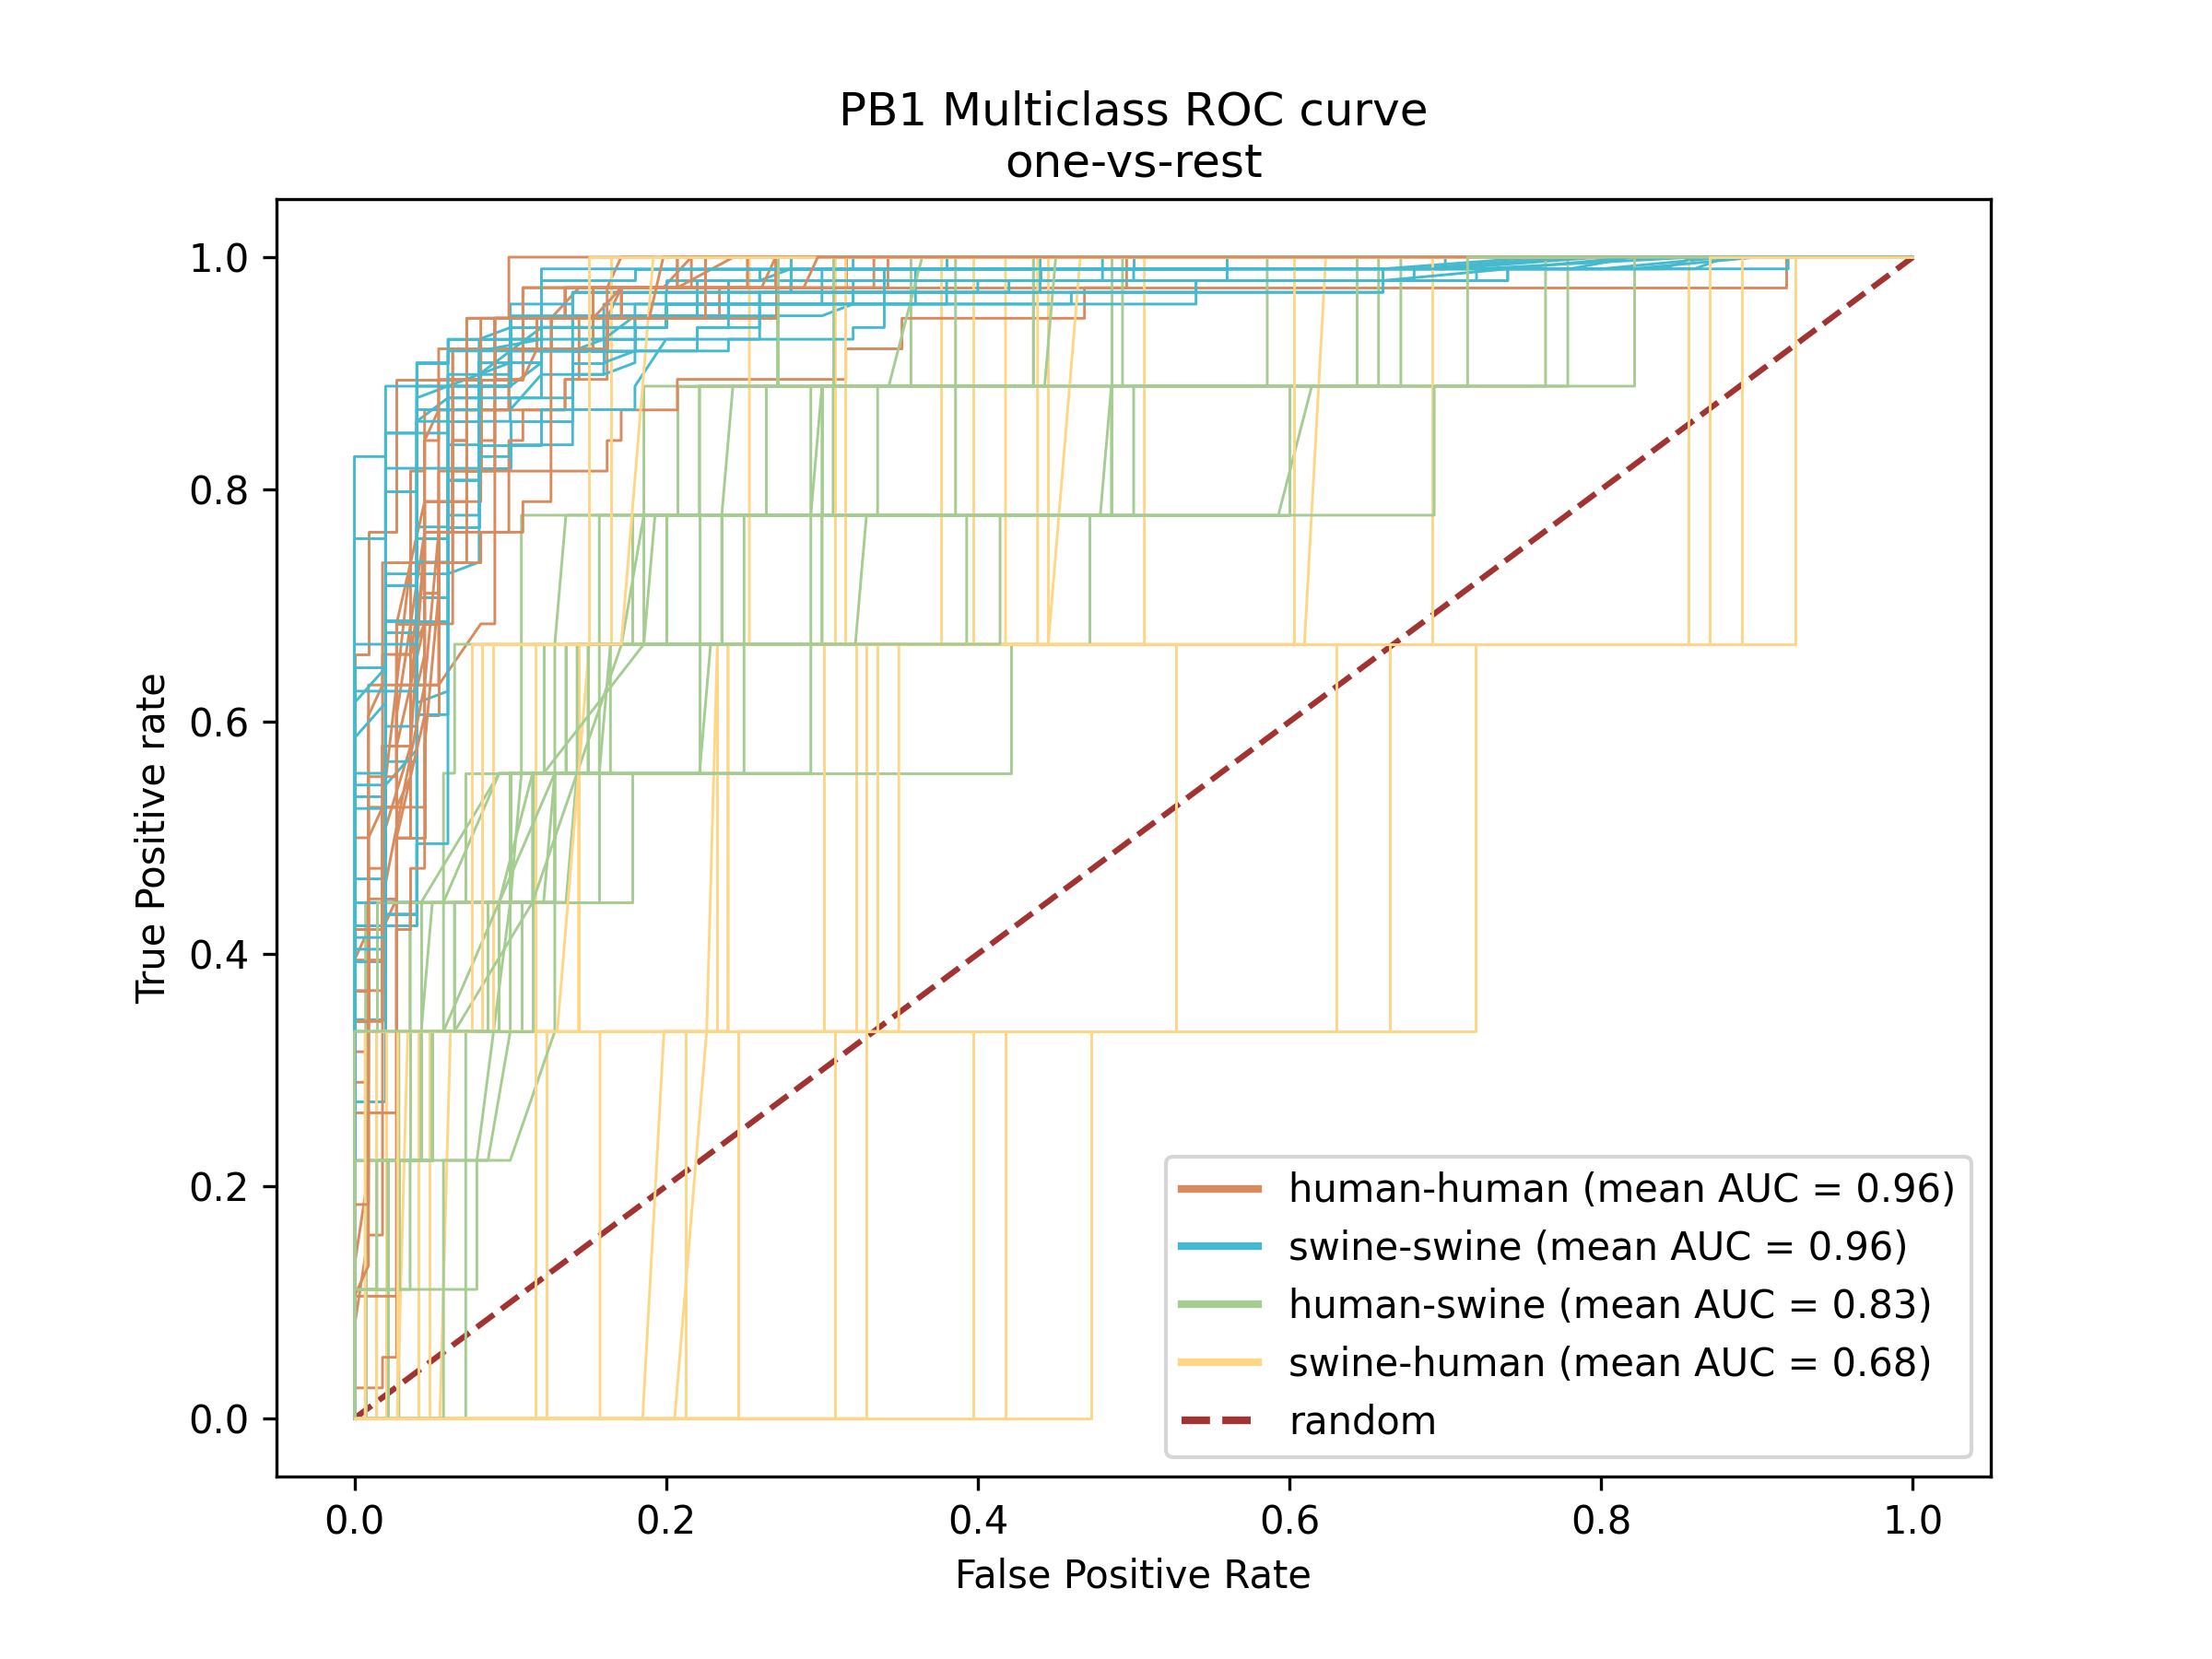 PB1 Multiclass ROC curve
one-vs-rest
True Positive rate
1.0
0.8
0.6
0.4
0.2
0.0
0.0 0.2 0.4 0.6 0.8 1.0
False Positive Rate
human-human (mean AUC = 0.96)
swine-swine (mean AUC = 0.96)
human-swine (mean AUC = 0.83)
swine-human (mean AUC = 0.68)
random